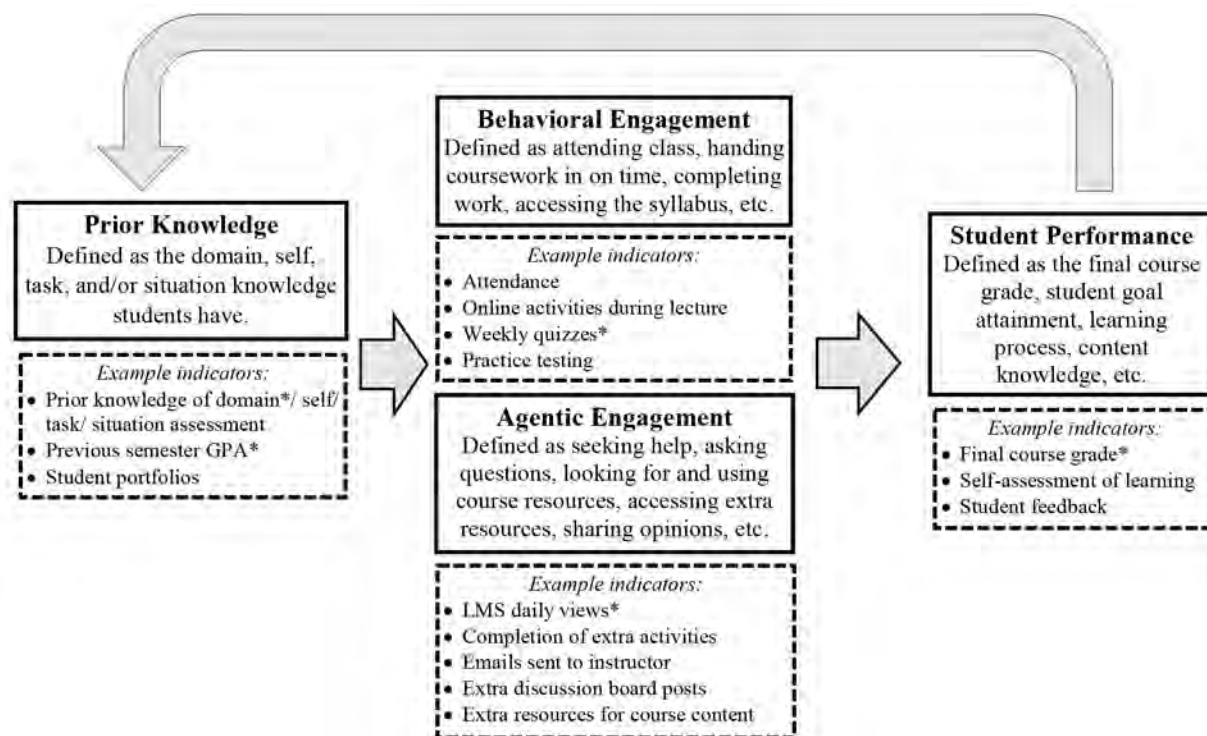 Prior Knowledge
Defined as the domain, self,
task, and/or situation knowledge
students have.
Example indicators:
• Prior knowledge of domain*/ self/
task/ situation assessment
• Previous semester GPA*
• Student portfolios
Behavioral Engagement
Defined as attending class, handing
coursework in on time, completing
work, accessing the syllabus, etc.
Example indicators:
• Attendance
• Online activities during lecture
• Weekly quizzes*
• Practice testing
Agentic Engagement
Defined as seeking help, asking
questions, looking for and using
course resources, accessing extra
resources, sharing opinions, etc.
Example indicators:
• LMS daily views*
• Completion of extra activities
• Emails sent to instructor
• Extra discussion board posts
• Extra resources for course content
Student Performance
Defined as the final course
grade, student goal
attainment, learning
process, content
knowledge, etc.
Example indicators:
• Final course grade*
• Self-assessment of learning
• Student feedback